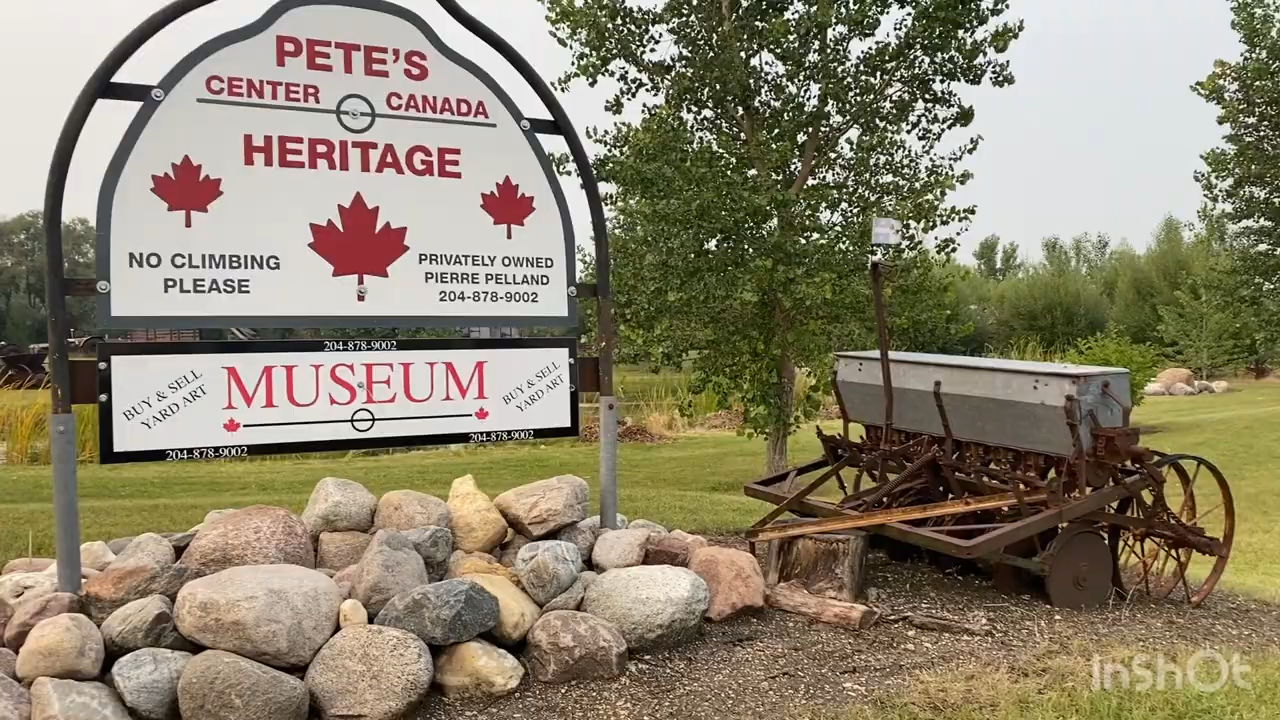 PETE'S
CENTER CANADA
HERITAGE
NO CLIMBING
PLEASE
PRIVATELY OWNED
PIERRE PELLAND
204-878-9002
204-878-9002
BUY & SELL
YARD ART
MUSEUM
BUY & SELL
YARD ART
204-878-9002
204-878-9002
InShOt